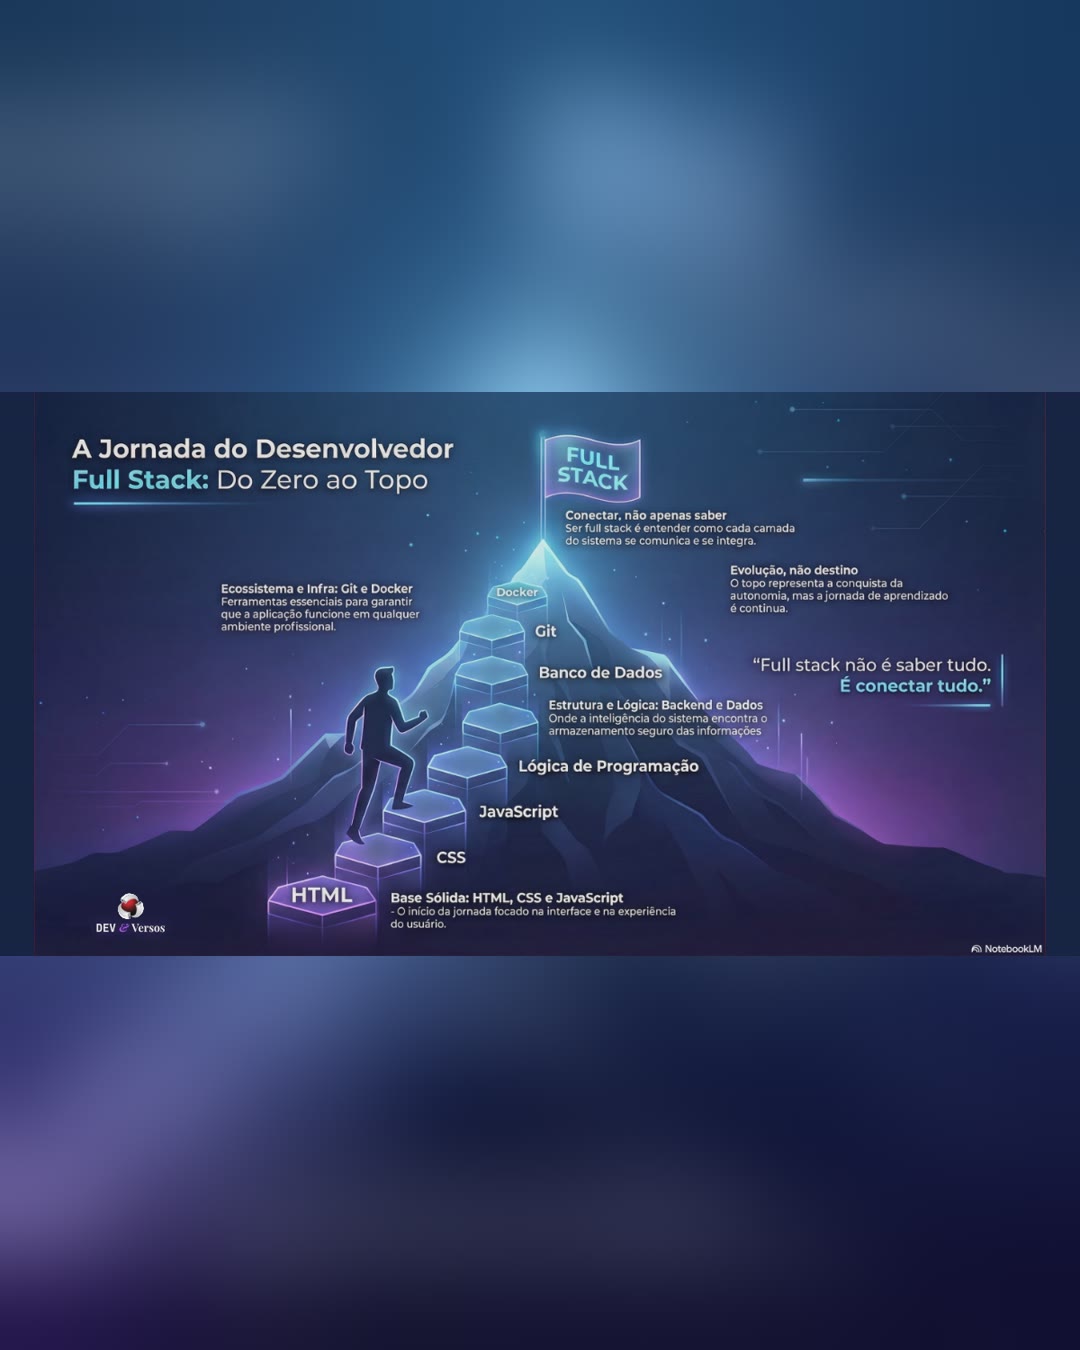 A Jornada do Desenvolvedor
Full Stack: Do Zero ao Topo
FULL
STACK
Conectar, não apenas saber
Ser full stack é entender como cada camada
do sistema se comunica e se integra.
Evolução, não destino
O topo representa a conquista da
autonomia, mas a jornada de aprendizado
é contínua.
Ecossistema e Infra: Git e Docker
Ferramentas essenciais para garantir
que a aplicação funcione em qualquer
ambiente profissional.
Docker
Git
Banco de Dados
“Full stack não é saber tudo.
É conectar tudo.”
Estrutura e Lógica: Backend e Dados
Onde a inteligência do sistema encontra o
armazenamento seguro das informações
Lógica de Programação
JavaScript
CSS
HTML
Base Sólida: HTML, CSS e JavaScript
- O início da jornada focado na interface e na experiência
do usuário.
DEV & Versos
NotebookLM